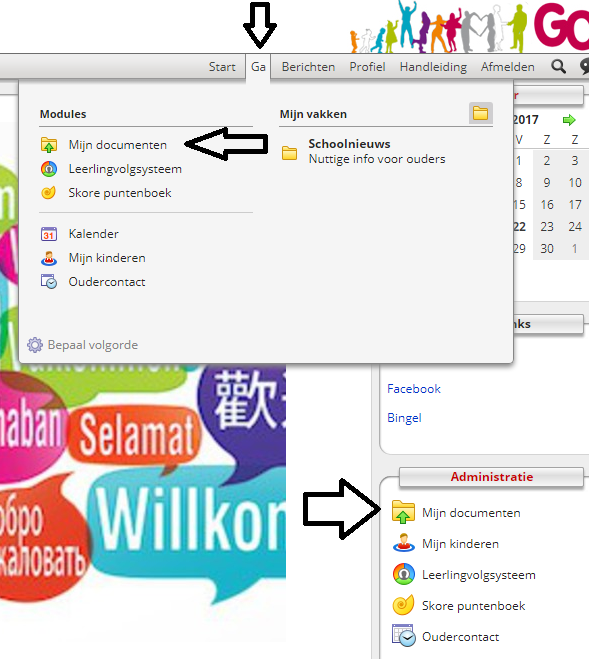 Go
Start Ga Berichten Profiel Handleiding Afmelden
Modules
Mijn documenten
Leerlingvolgsysteem
Skore puntenboek
Kalender
Mijn kinderen
Oudercontact
Bepaal volgorde
Mijn vakken
Schoolnieuws
Nuttige info voor ouders
r
2017
V Z Z
1 2 3
8 9 10
15 16 17
22 23 24
29 30 1
nks
Facebook
Bingel
Administratie
Mijn documenten
Mijn kinderen
Leerlingvolgsysteem
Skore puntenboek
Oudercontact
haban
Selamat
歡
Willkon
обро
жаловать